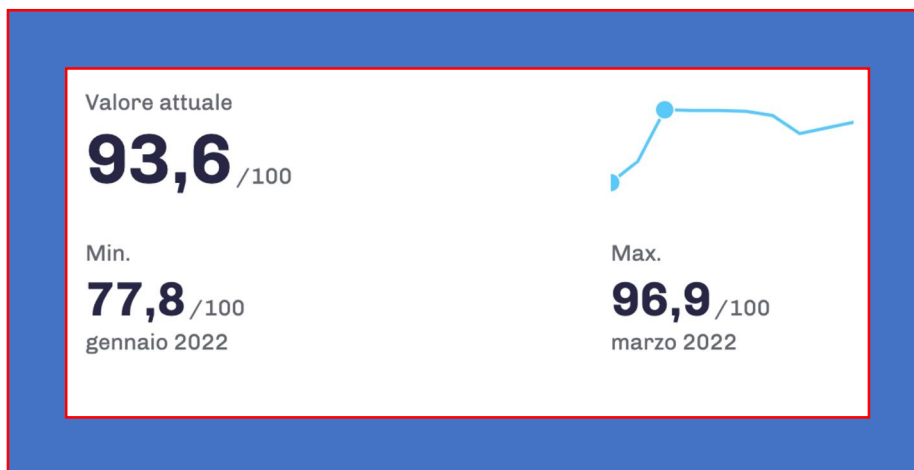 Valore attuale
93,6/100
Min.
77,8/100
gennaio 2022
Max.
96,9/100
marzo 2022